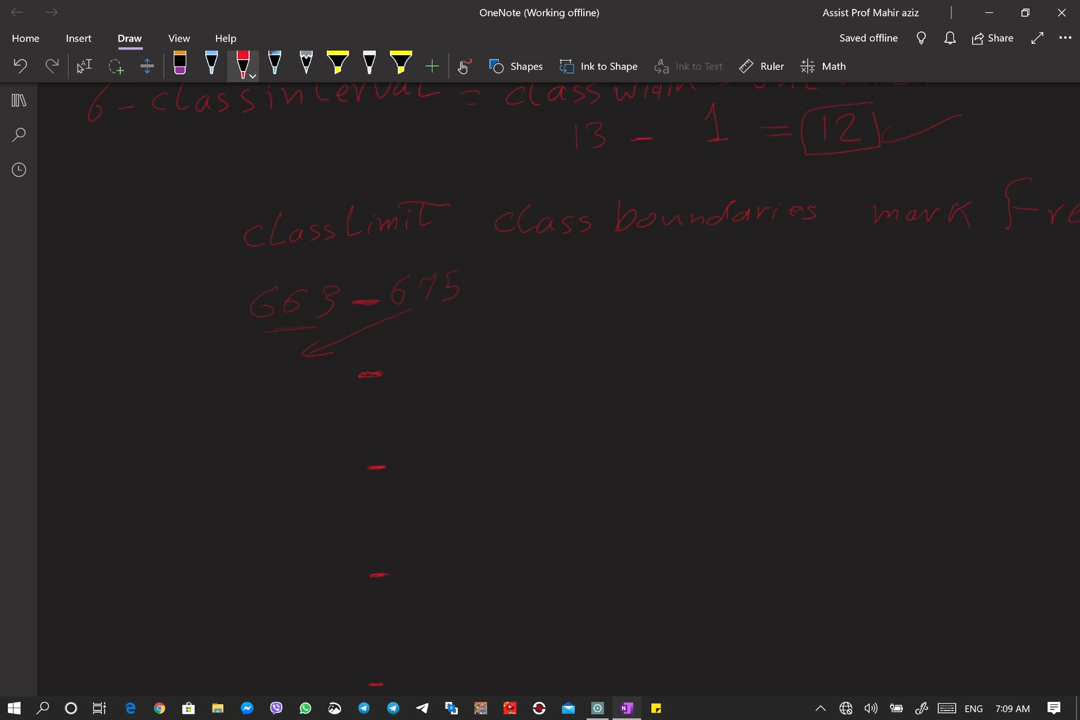 OneNote (Working offline)
Assist Prof Mahir aziz
Home Insert Draw View Help
Saved offline
Share
Shapes Ink to Shape Ink to Text Ruler Math
6 - class interval = class width -
13 - 1 = 12
class Limit class boundaries mark Fre
663 - 675
-
-
-
-
ENG 7:09 AM